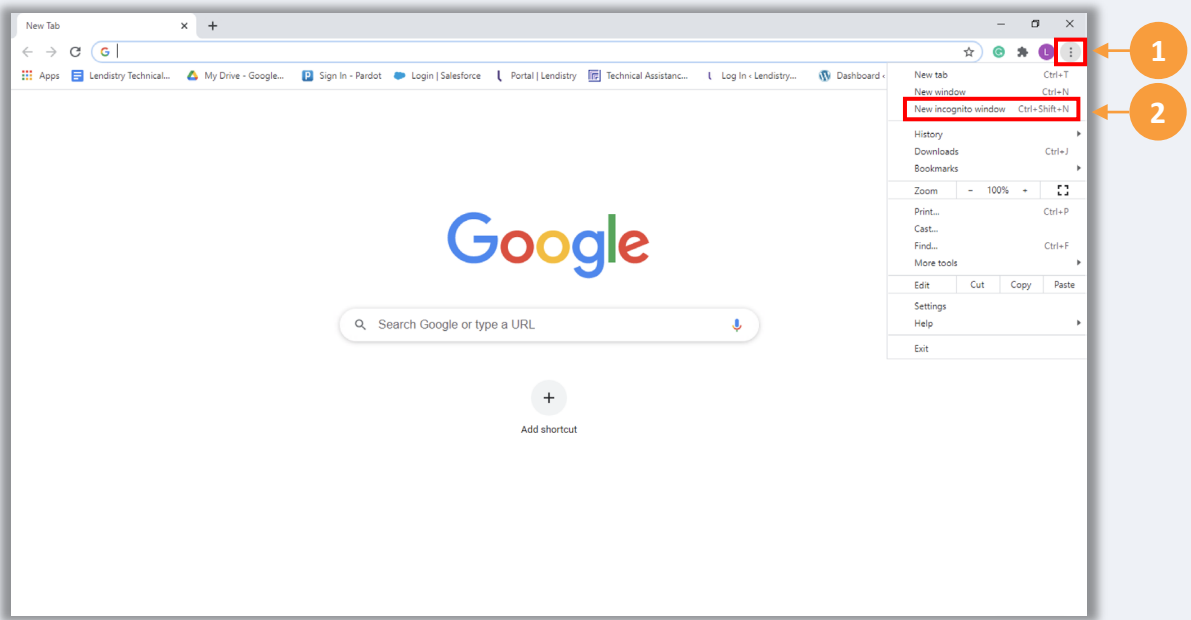 New Tab
1
Apps Lendistry Technical... My Drive - Google... Sign In - Pardot Login | Salesforce Portal | Lendistry Technical Assistanc... Log In ‹ Lendistry... Dashboard ‹
New tab Ctrl+T
New window Ctrl+N
New incognito window Ctrl+Shift+N
2
History
Downloads Ctrl+J
Bookmarks
Zoom - 100% +
Print... Ctrl+P
Cast...
Find... Ctrl+F
More tools
Edit Cut Copy Paste
Settings
Help
Exit
Google
Search Google or type a URL
Add shortcut